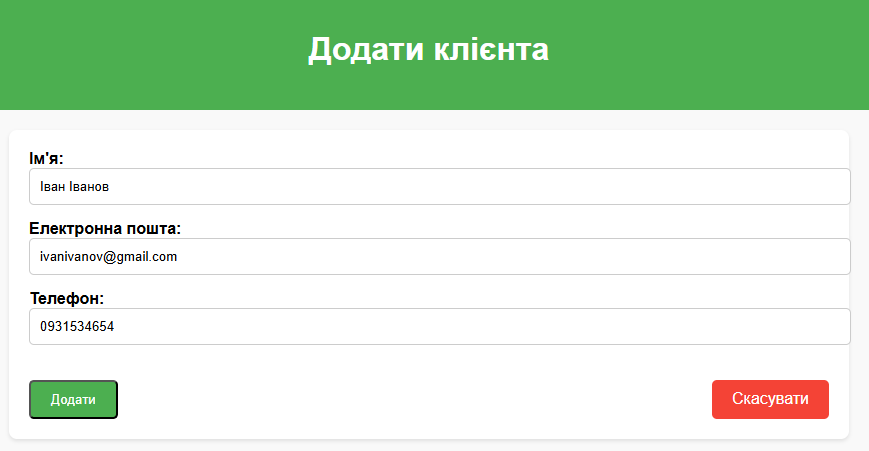 Додати клієнта
Ім'я:
Іван Іванов
Електронна пошта:
ivanivanov@gmail.com
Телефон:
0931534654
Додати
Скасувати